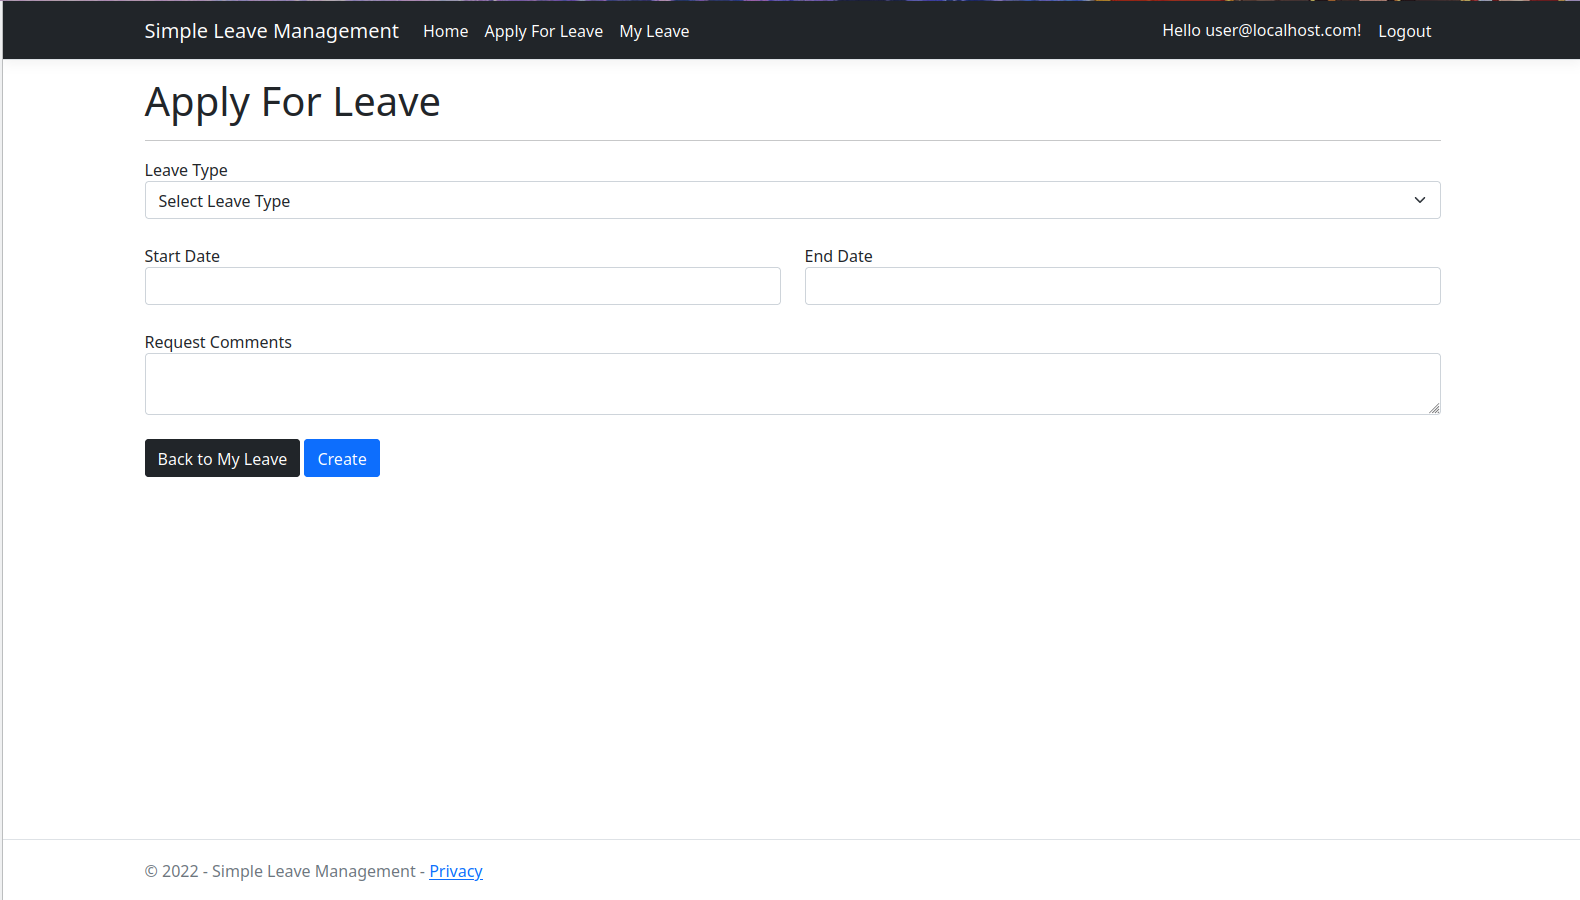 Simple Leave Management Home Apply For Leave My Leave Hello user@localhost.com! Logout
Apply For Leave
Leave Type
Select Leave Type
Start Date End Date
Request Comments
Back to My Leave Create
© 2022 - Simple Leave Management - Privacy